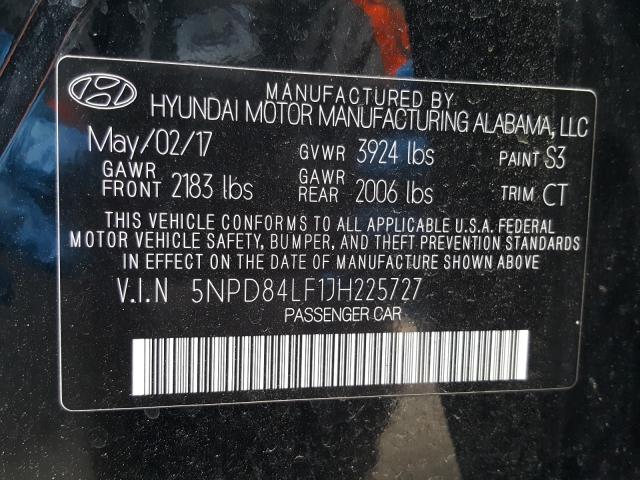 MANUFACTURED BY
HYUNDAI MOTOR MANUFACTURING ALABAMA, LLC
May/02/17 GVWR 3924 lbs PAINT S3
GAWR FRONT 2183 lbs GAWR REAR 2006 lbs TRIM CT
THIS VEHICLE CONFORMS TO ALL APPLICABLE U.S.A. FEDERAL
MOTOR VEHICLE SAFETY, BUMPER, AND THEFT PREVENTION STANDARDS
IN EFFECT ON THE DATE OF MANUFACTURE SHOWN ABOVE
V.I.N 5NPD84LF1JH225727
PASSENGER CAR